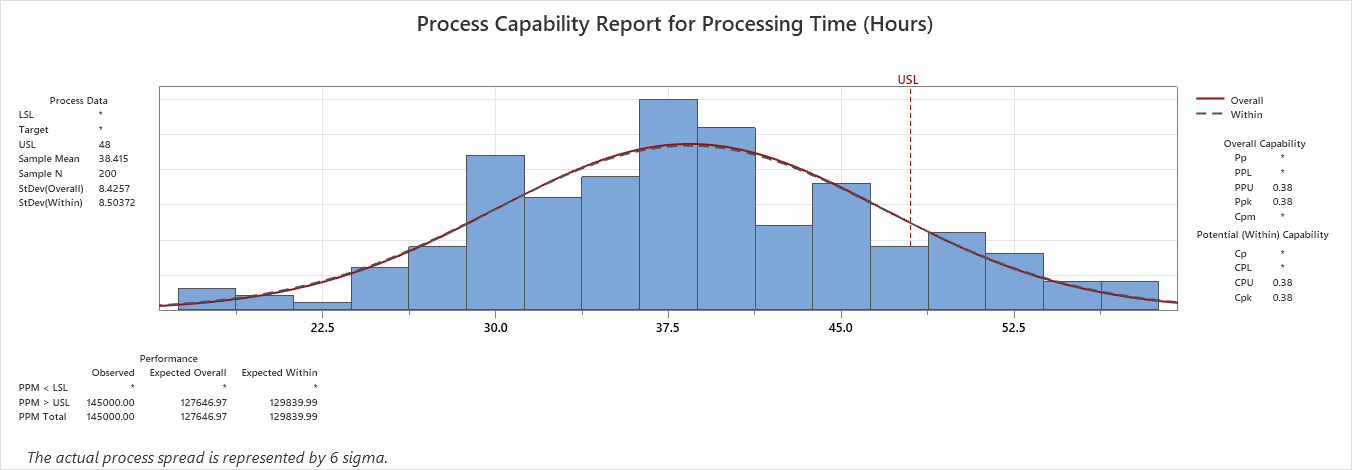 Process Capability Report for Processing Time (Hours)
USL
Process Data
LSL *
Target *
USL 48
Sample Mean 38.415
Sample N 200
StDev(Overall) 8.4257
StDev(Within) 8.50372
Overall
Within
Overall Capability
Pp *
PPL *
PPU 0.38
Ppk 0.38
Cpm *
Potential (Within) Capability
Cp *
CPL *
CPU 0.38
Cpk 0.38
22.5 30.0 37.5 45.0 52.5
Performance
Observed Expected Overall Expected Within
PPM < LSL * * *
PPM > USL 145000.00 127646.97 129839.99
PPM Total 145000.00 127646.97 129839.99
The actual process spread is represented by 6 sigma.